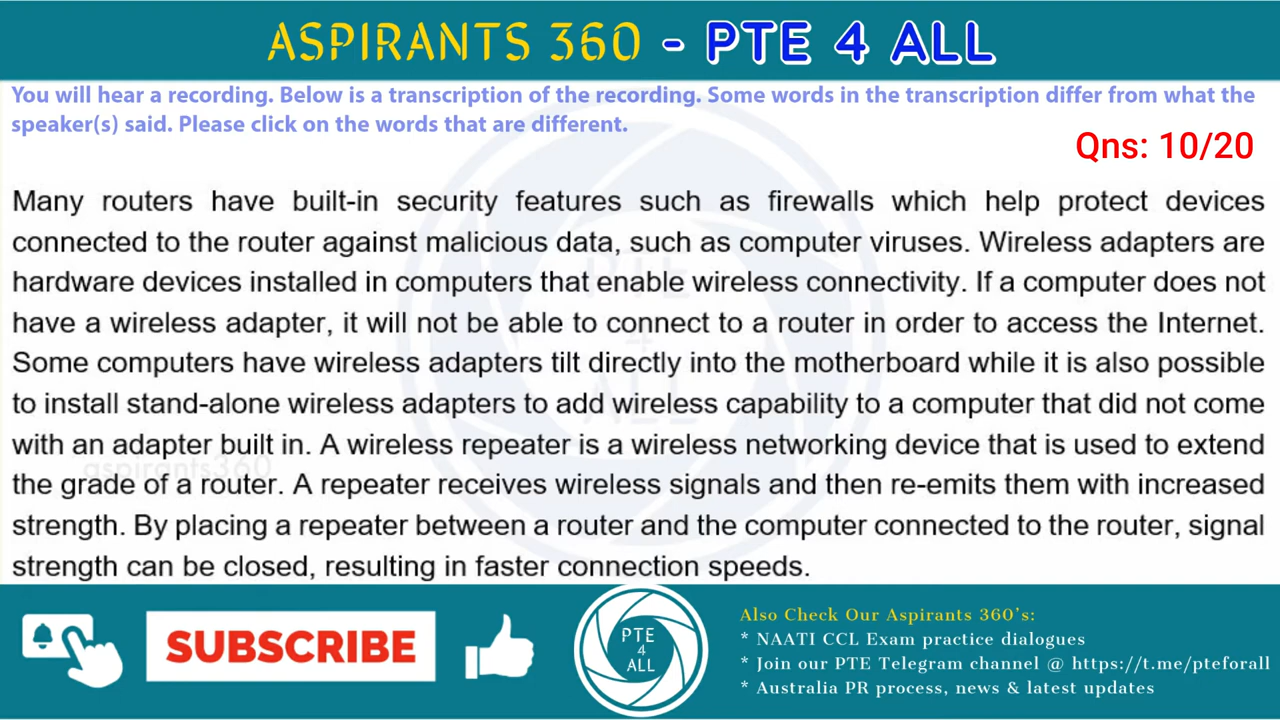 ASPIRANTS 360 - PTE 4 ALL
You will hear a recording. Below is a transcription of the recording. Some words in the transcription differ from what the
speaker(s) said. Please click on the words that are different.
Qns: 10/20
Many routers have built-in security features such as firewalls which help protect devices
connected to the router against malicious data, such as computer viruses. Wireless adapters are
hardware devices installed in computers that enable wireless connectivity. If a computer does not
have a wireless adapter, it will not be able to connect to a router in order to access the Internet.
Some computers have wireless adapters tilt directly into the motherboard while it is also possible
to install stand-alone wireless adapters to add wireless capability to a computer that did not come
with an adapter built in. A wireless repeater is a wireless networking device that is used to extend
the grade of a router. A repeater receives wireless signals and then re-emits them with increased
strength. By placing a repeater between a router and the computer connected to the router, signal
strength can be closed, resulting in faster connection speeds.
PTE
4
ALL
aspirants360
SUBSCRIBE
PTE
4
ALL
Also Check Our Aspirants 360's:
* NAATI CCL Exam practice dialogues
* Join our PTE Telegram channel @ https://t.me/pteforall
* Australia PR process, news & latest updates